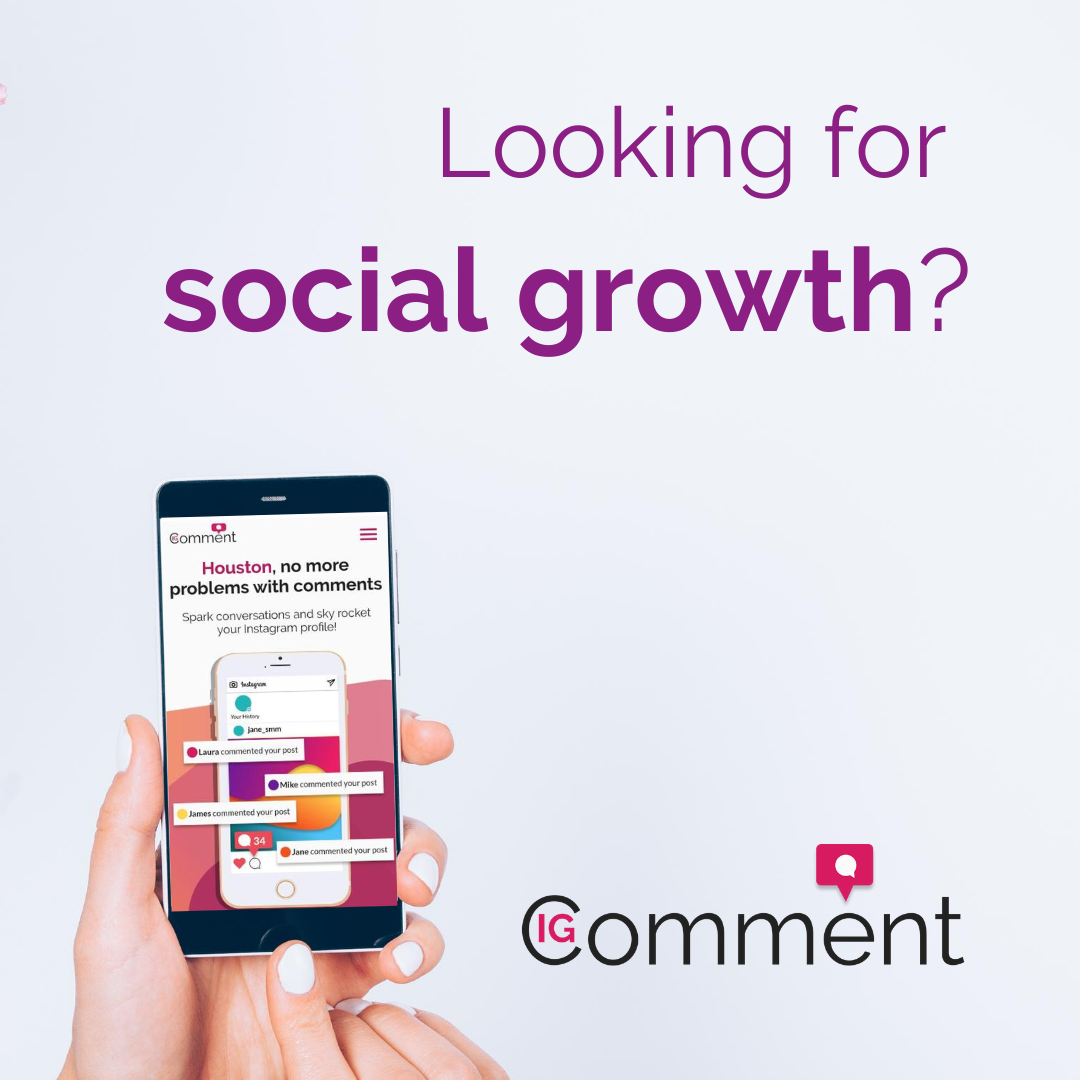 Looking for
social growth?
IG Comment
Houston, no more
problems with comments
Spark conversations and sky rocket
your Instagram profile!
Instagram
Your History
jane_smm
Laura commented your post
Mike commented your post
James commented your post
34
Jane commented your post
IG Comment